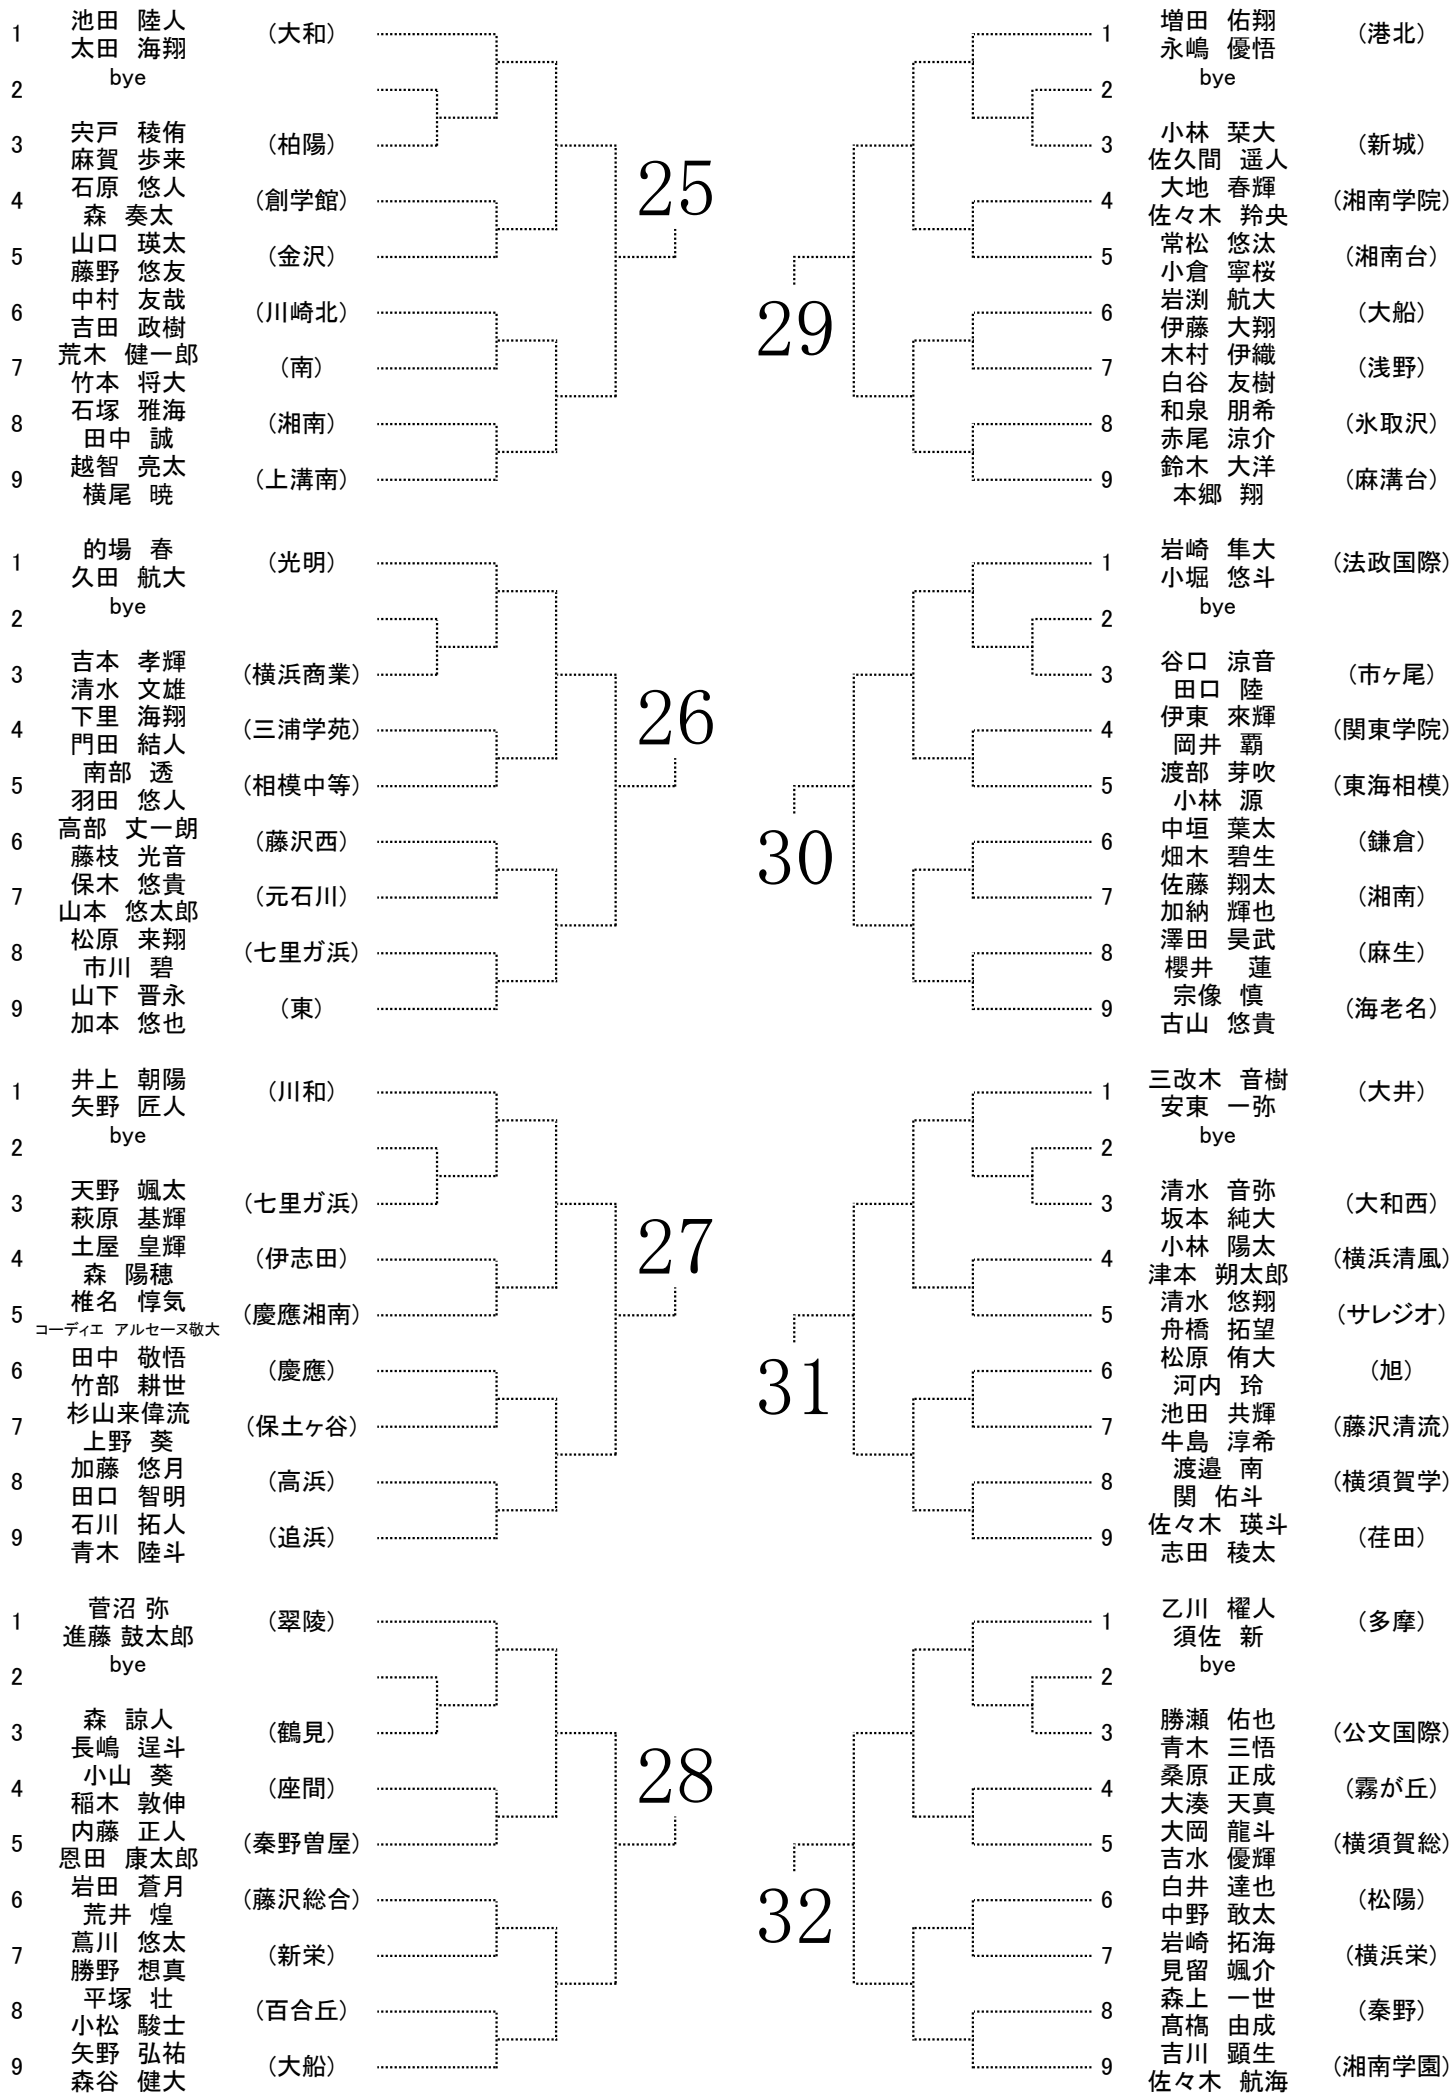 25
1 池田 陸人 (大和)
太田 海翔
2 bye
3 宍戸 稜侑 (柏陽)
麻賀 歩来
4 石原 悠人 (創学館)
森 奏太
5 山口 瑛太 (金沢)
藤野 悠友
6 中村 友哉 (川崎北)
吉田 政樹
7 荒木 健一郎 (南)
竹本 将大
8 石塚 雅海 (湘南)
田中 誠
9 越智 亮太 (上溝南)
横尾 暁
26
1 的場 春 (光明)
久田 航大
2 bye
3 吉本 孝輝 (横浜商業)
清水 文雄
4 下里 海翔 (三浦学苑)
門田 結人
5 南部 透 (相模中等)
羽田 悠人
6 高部 丈一朗 (藤沢西)
藤枝 光音
7 保木 悠貴 (元石川)
山本 悠太郎
8 松原 来翔 (七里ガ浜)
市川 碧
9 山下 晋永 (東)
加本 悠也
27
1 井上 朝陽 (川和)
矢野 匠人
2 bye
3 天野 颯太 (七里ガ浜)
萩原 基輝
4 土屋 皇輝 (伊志田)
森 陽穂
5 椎名 惇気 (慶應湘南)
コーディエ アルセーヌ敬大
6 田中 敬悟 (慶應)
竹部 耕世
7 杉山来偉流 (保土ヶ谷)
上野 葵
8 加藤 悠月 (高浜)
田口 智明
9 石川 拓人 (追浜)
青木 陸斗
28
1 菅沼 弥 (翠陵)
進藤 鼓太郎
2 bye
3 森 諒人 (鶴見)
長嶋 逞斗
4 小山 葵 (座間)
稲木 敦伸
5 内藤 正人 (秦野曽屋)
恩田 康太郎
6 岩田 蒼月 (藤沢総合)
荒井 煌
7 蔦川 悠太 (新栄)
勝野 想真
8 平塚 壮 (百合丘)
小松 駿士
9 矢野 弘祐 (大船)
森谷 健大
29
1 増田 佑翔 (港北)
永嶋 優悟
2 bye
3 小林 栞大 (新城)
佐久間 遥人
4 大地 春輝 (湘南学院)
佐々木 羚央
5 常松 悠汰 (湘南台)
小倉 寧桜
6 岩渕 航大 (大船)
伊藤 大翔
7 木村 伊織 (浅野)
白谷 友樹
8 和泉 朋希 (氷取沢)
赤尾 涼介
9 鈴木 大洋 (麻溝台)
本郷 翔
30
1 岩崎 隼大 (法政国際)
小堀 悠斗
2 bye
3 谷口 涼音 (市ヶ尾)
田口 陸
4 伊東 來輝 (関東学院)
岡井 覇
5 渡部 芽吹 (東海相模)
小林 源
6 中垣 葉太 (鎌倉)
畑木 碧生
7 佐藤 翔太 (湘南)
加納 輝也
8 澤田 昊武 (麻生)
櫻井 蓮
9 宗像 慎 (海老名)
古山 悠貴
31
1 三改木 音樹 (大井)
安東 一弥
2 bye
3 清水 音弥 (大和西)
坂本 純大
4 小林 陽太 (横浜清風)
津本 朔太郎
5 清水 悠翔 (サレジオ)
舟橋 拓望
6 松原 侑大 (旭)
河内 玲
7 池田 共輝 (藤沢清流)
牛島 淳希
8 渡邉 南 (横須賀学)
関 佑斗
9 佐々木 瑛斗 (荏田)
志田 稜太
32
1 乙川 櫂人 (多摩)
須佐 新
2 bye
3 勝瀬 佑也 (公文国際)
青木 三悟
4 桑原 正成 (霧が丘)
大湊 天真
5 大岡 龍斗 (横須賀総)
吉水 優輝
6 白井 達也 (松陽)
中野 敢太
7 岩崎 拓海 (横浜栄)
見留 颯介
8 森上 一世 (秦野)
髙橋 由成
9 吉川 顕生 (湘南学園)
佐々木 航海